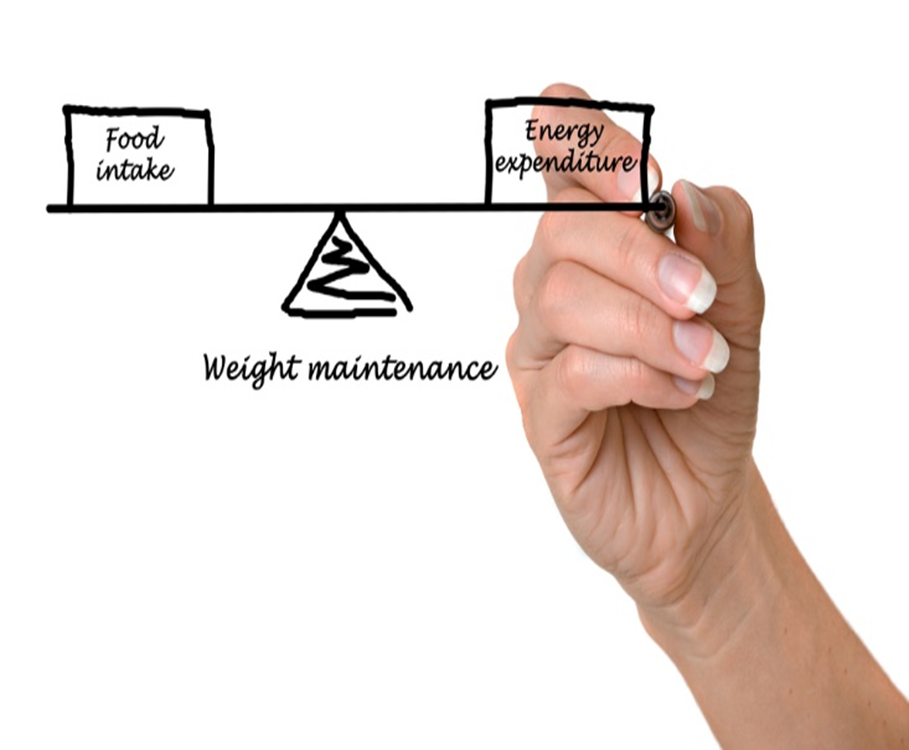 Food
intake
Energy
expenditure
Weight maintenance